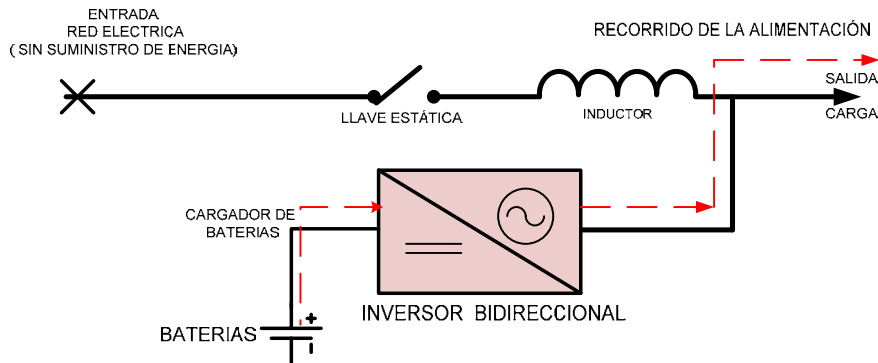 ENTRADA
RED ELECTRICA
( SIN SUMINISTRO DE ENERGIA)
RECORRIDO DE LA ALIMENTACIÓN
SALIDA
CARGA
LLAVE ESTÁTICA
INDUCTOR
CARGADOR DE
BATERIAS
INVERSOR BIDIRECCIONAL
BATERIAS
+